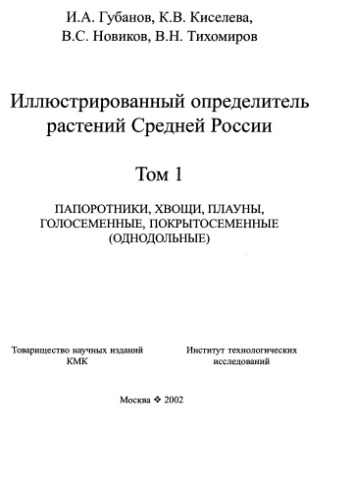 И.А. Губанов, К.В. Киселева,
В.С. Новиков, В.Н. Тихомиров
Иллюстрированный определитель
растений Средней России
Том 1
ПАПОРОТНИКИ, ХВОЩИ, ПЛАУНЫ,
ГОЛОСЕМЕННЫЕ, ПОКРЫТОСЕМЕННЫЕ
(ОДНОДОЛЬНЫЕ)
Товарищество научных изданий
КМК
Институт технологических
исследований
Москва ❖ 2002